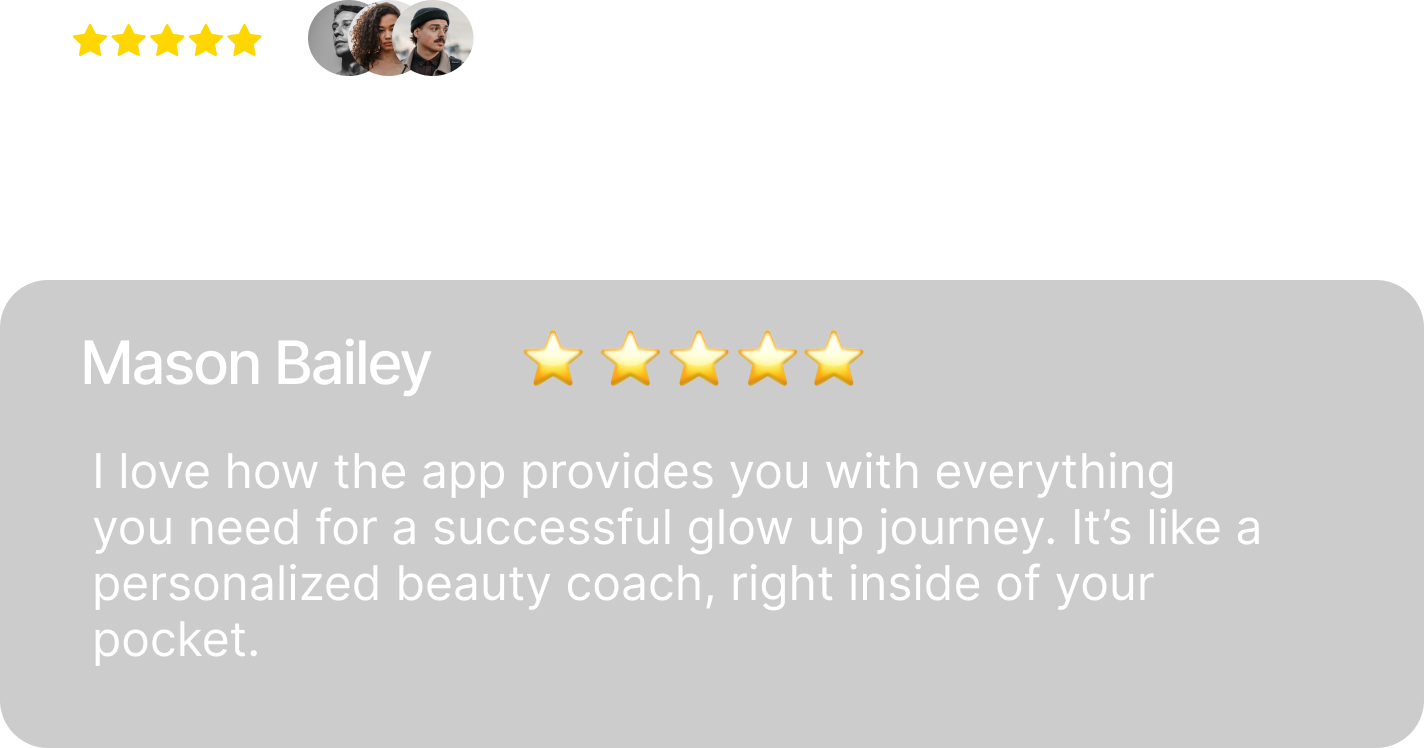 Mason Bailey ⭐ ⭐⭐⭐⭐
I love how the app provides you with everything
you need for a successful glow up journey. It’s like a
personalized beauty coach, right inside of your
pocket.